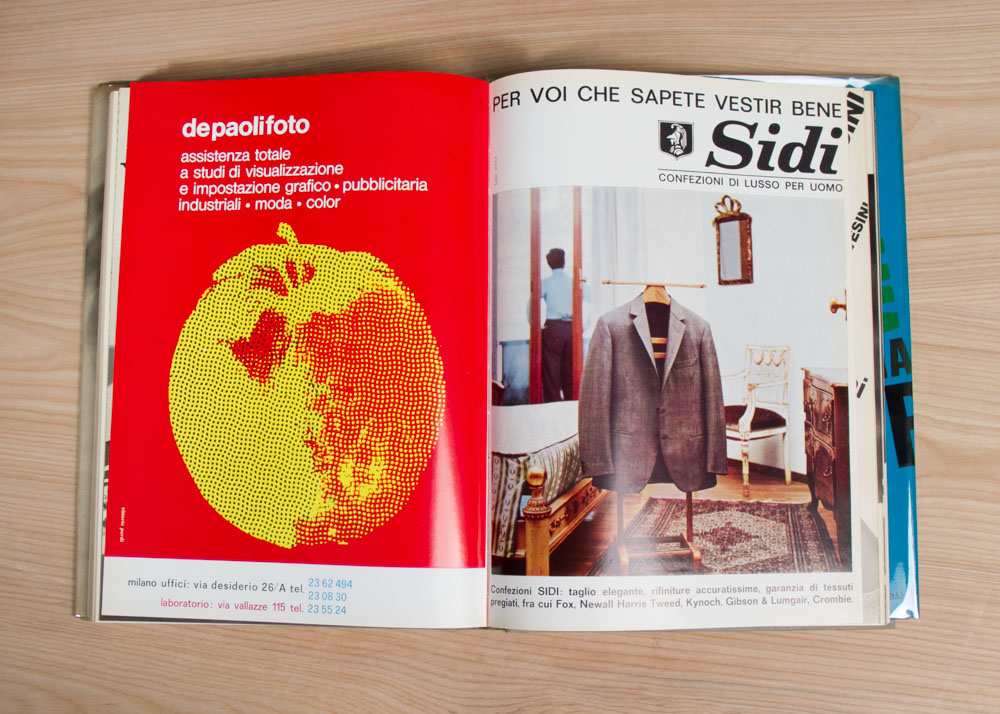 depaolifoto
assistenza totale
a studi di visualizzazione
e impostazione grafico • pubblicitaria
industriali • moda • color
milano uffici: via desiderio 26/A tel. 23 62 494
23 08 30
laboratorio: via vallazze 115 tel. 23 55 24
PER VOI CHE SAPETE VESTIR BENE
Sidi
CONFEZIONI DI LUSSO PER UOMO
Confezioni SIDI: taglio elegante, rifiniture accuratissime, garanzia di tessuti
pregiati, fra cui Fox, Newall Harris Tweed, Kynoch, Gibson & Lumgair, Crombie.